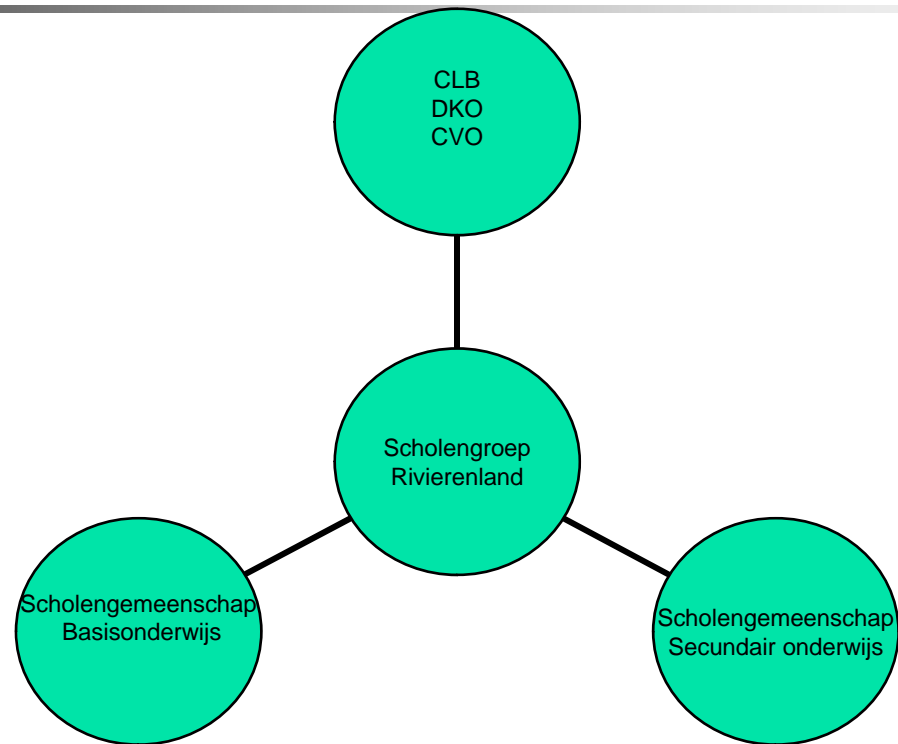 CLB
DKO
CVO
Scholengroep
Rivierenland
Scholengemeenschap
Basisonderwijs
Scholengemeenschap
Secundair onderwijs